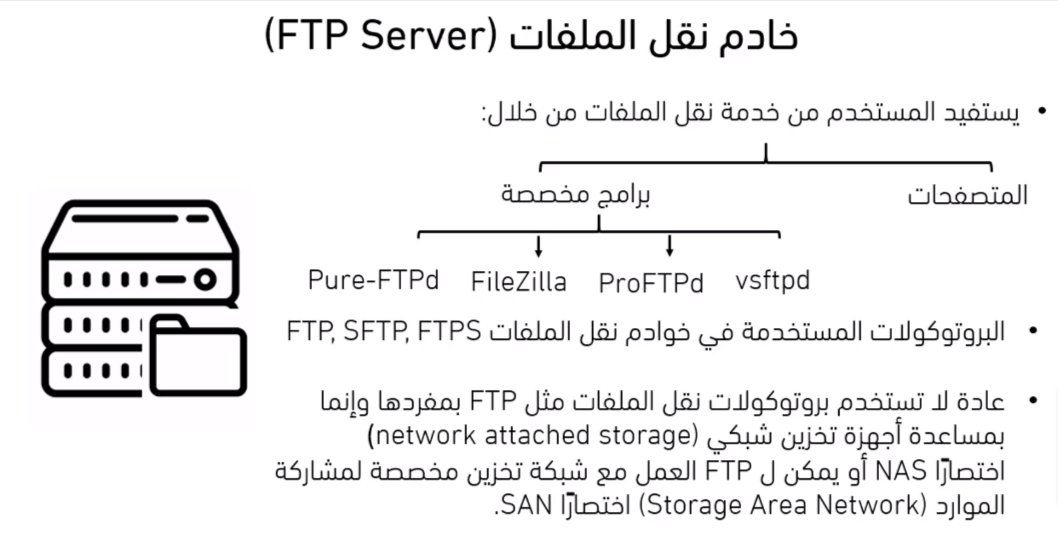 خادم نقل الملفات (FTP Server)
• يستفيد المستخدم من خدمة نقل الملفات من خلال:
المتصفحات برامج مخصصة
vsftpd ProFTPd FileZilla Pure-FTPd
• البروتوكولات المستخدمة في خوادم نقل الملفات FTP, SFTP, FTPS
• عادة لا تستخدم بروتوكولات نقل الملفات مثل FTP بمفردها وإنما
بمساعدة أجهزة تخزين شبكي (network attached storage)
اختصارًا NAS أو يمكن ل FTP العمل مع شبكة تخزين مخصصة لمشاركة
الموارد (Storage Area Network) اختصارًا SAN.